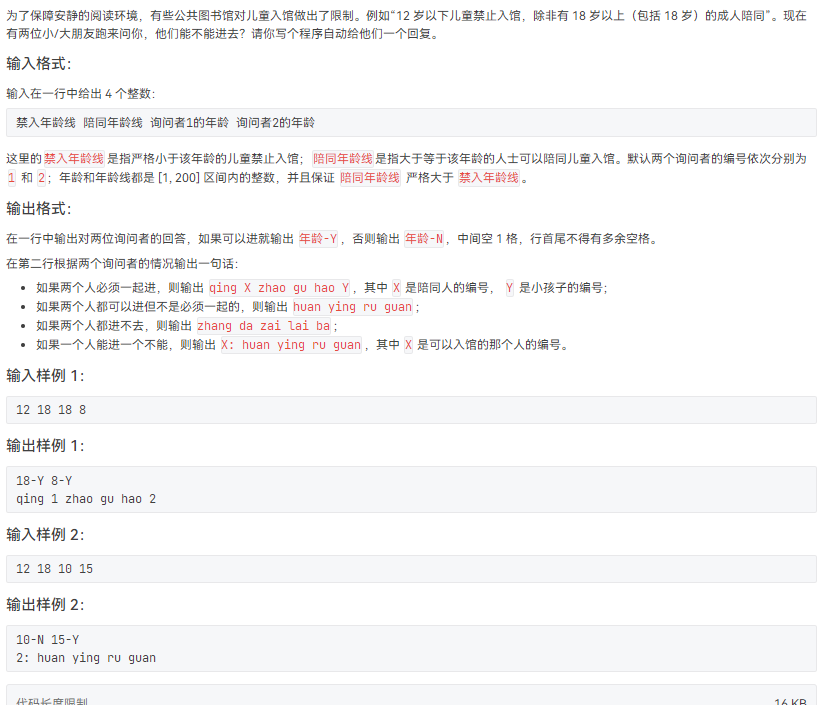 为了保障安静的阅读环境，有些公共图书馆对儿童入馆做出了限制。例如“12 岁以下儿童禁止入馆，除非有 18 岁以上（包括 18 岁）的成人陪同”。现在
有两位小/大朋友跑来问你，他们能不能进去？请你写个程序自动给他们一个回复。
输入格式：
输入在一行中给出 4 个整数：
禁入年龄线 陪同年龄线 询问者1的年龄 询问者2的年龄
这里的禁入年龄线是指严格小于该年龄的儿童禁止入馆；陪同年龄线是指大于等于该年龄的人士可以陪同儿童入馆。默认两个询问者的编号依次分别为
1 和 2；年龄和年龄线都是 [1, 200] 区间内的整数，并且保证 陪同年龄线 严格大于 禁入年龄线。
输出格式：
在一行中输出对两位询问者的回答，如果可以进就输出 年龄-Y，否则输出 年龄-N，中间空 1 格，行首尾不得有多余空格。
在第二行根据两个询问者的情况输出一句话：
• 如果两个人必须一起进，则输出 qing X zhao gu hao Y，其中 X 是陪同人的编号， Y 是小孩子的编号；
• 如果两个人都可以进但不是必须一起的，则输出 huan ying ru guan；
• 如果两个人都进不去，则输出 zhang da zai lai ba；
• 如果一个人能进一个不能，则输出 X: huan ying ru guan，其中 X 是可以入馆的那个人的编号。
输入样例 1：
12 18 18 8
输出样例 1：
18-Y 8-Y
qing 1 zhao gu hao 2
输入样例 2：
12 18 10 15
输出样例 2：
10-N 15-Y
2: huan ying ru guan
代码长度限制 16 KB